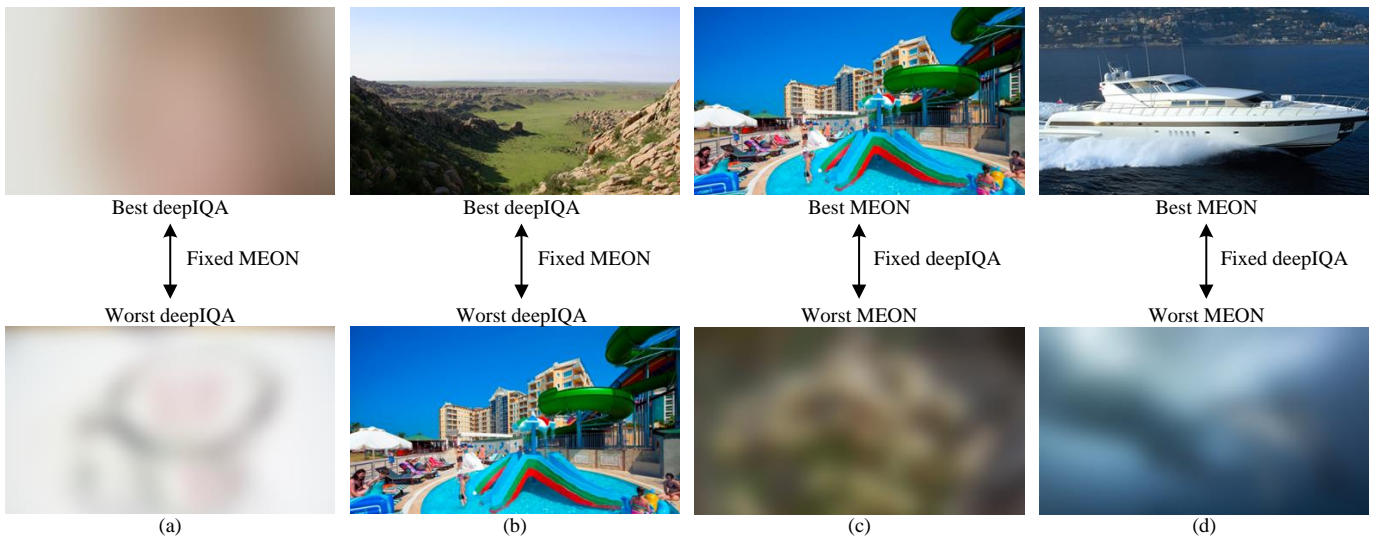 Best deepIQA
Best deepIQA
Best MEON
Best MEON
Fixed MEON
Fixed MEON
Fixed deepIQA
Fixed deepIQA
Worst deepIQA
Worst deepIQA
Worst MEON
Worst MEON
(a)
(b)
(c)
(d)